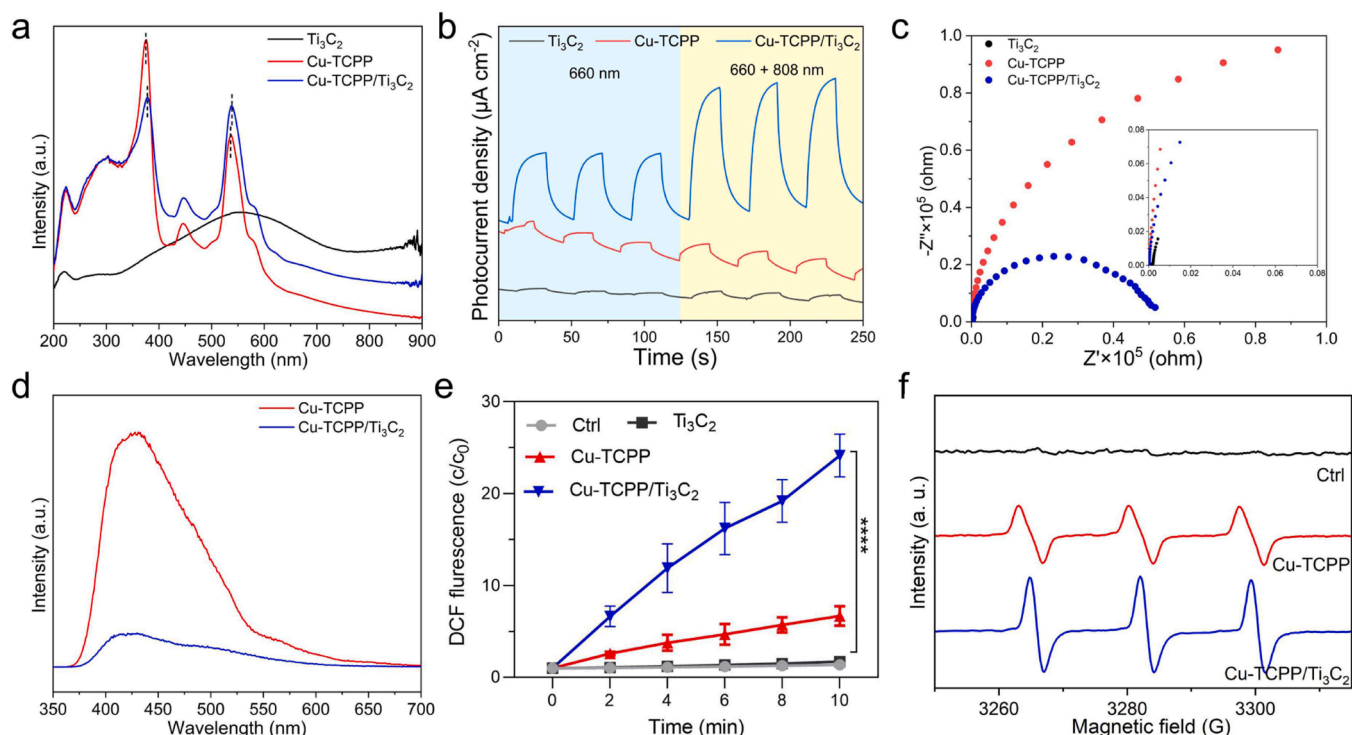 a
Ti₃C₂
Cu-TCPP
Cu-TCPP/Ti₃C₂
Intensity (a.u.)
200 300 400 500 600 700 800 900
Wavelength (nm)
b
Ti₃C₂ Cu-TCPP Cu-TCPP/Ti₃C₂
660 nm 660 + 808 nm
Photocurrent density (μA cm⁻²)
0 50 100 150 200 250
Time (s)
c
Ti₃C₂
Cu-TCPP
Cu-TCPP/Ti₃C₂
-Z''×10⁵ (ohm)
-1.0
0.8
0.6
0.4
0.2
0.0
0.08
0.06
0.04
0.02
0.00
0.00 0.02 0.04 0.06 0.08
0.0 0.2 0.4 0.6 0.8 1.0
Z'×10⁵ (ohm)
d
Cu-TCPP
Cu-TCPP/Ti₃C₂
Intensity (a.u.)
350 400 450 500 550 600 650 700
Wavelength (nm)
e
Ctrl Ti₃C₂
Cu-TCPP
Cu-TCPP/Ti₃C₂
****
DCF flurescence (c/c₀)
30
20
10
0
0 2 4 6 8 10
Time (min)
f
Ctrl
Cu-TCPP
Cu-TCPP/Ti₃C₂
Intensity (a. u.)
3260 3280 3300
Magnetic field (G)